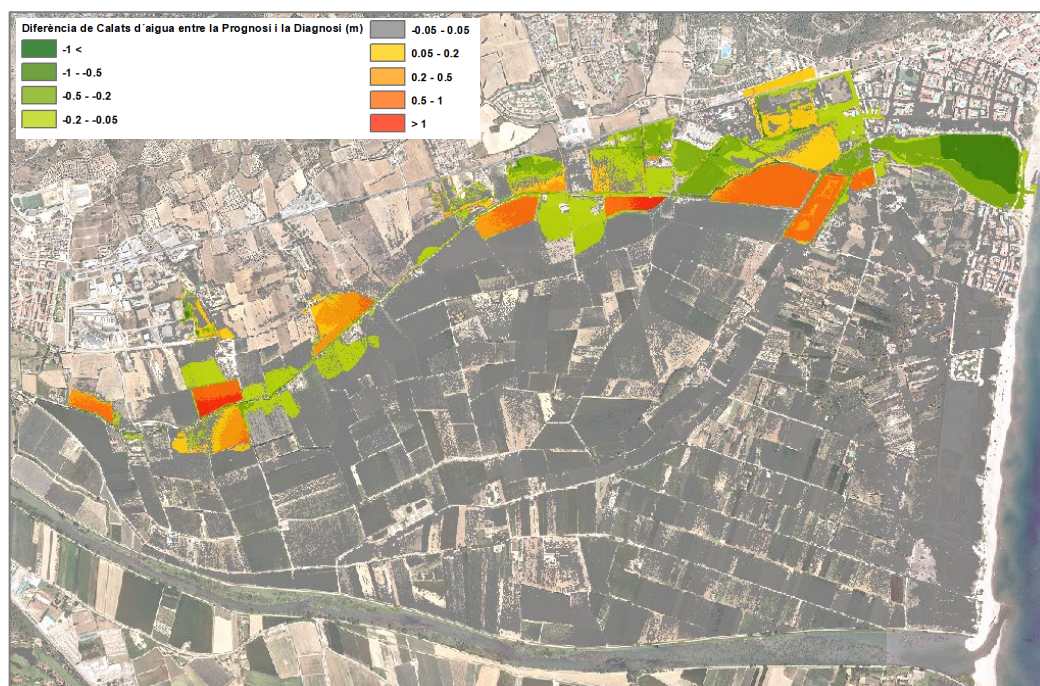 Diferència de Calats d´aigua entre la Prognosi i la Diagnosi (m)
-1 <
-1 - -0.5
-0.5 - -0.2
-0.2 - -0.05
-0.05 - 0.05
0.05 - 0.2
0.2 - 0.5
0.5 - 1
> 1